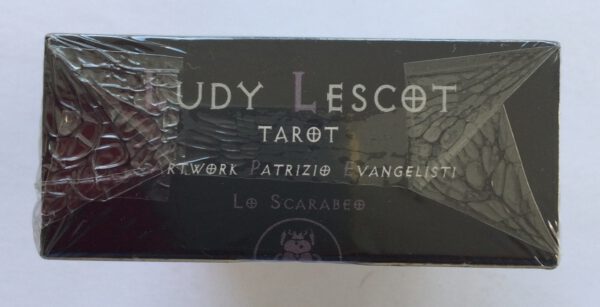 LUDY LESCOT
TAROT
ARTWORK PATRIZIO EVANGELISTI
LO SCARABEO